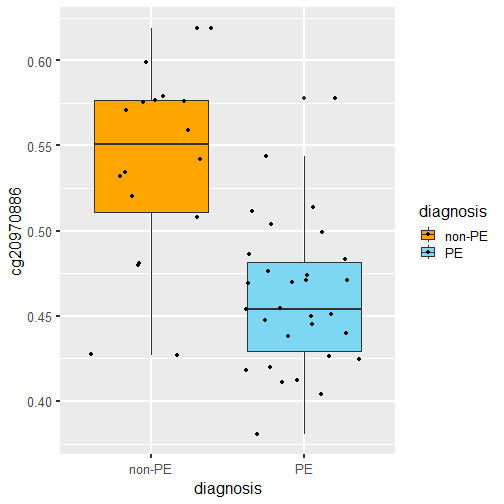 cg20970886
0.60
0.55
0.50
0.45
0.40
non-PE PE
diagnosis
diagnosis
non-PE
PE